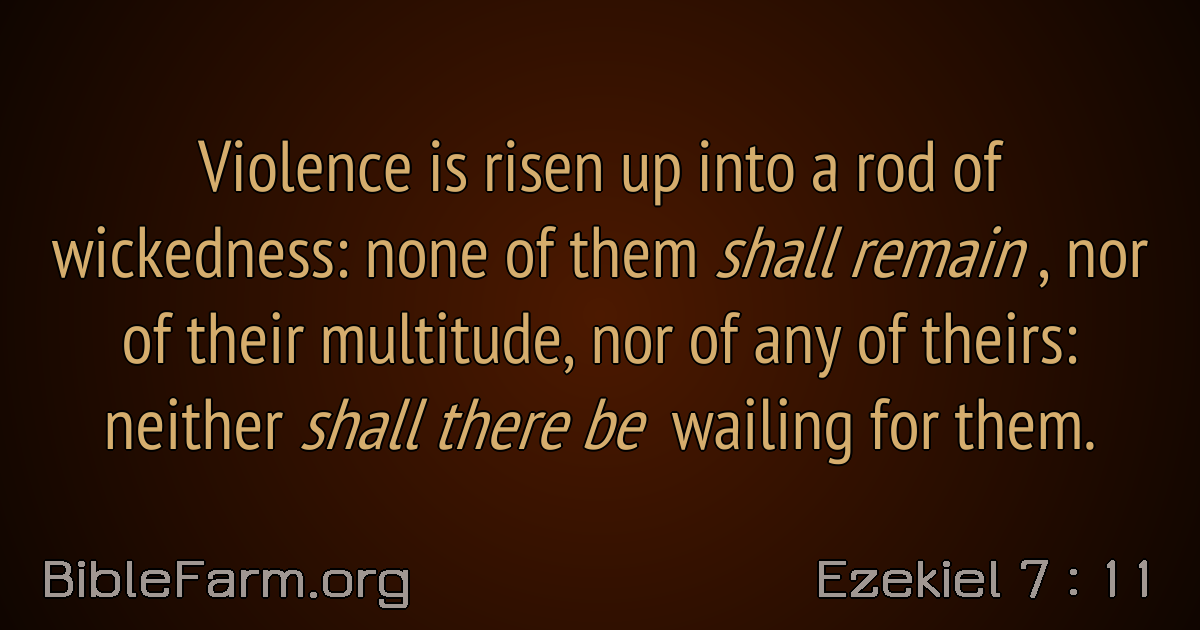 Violence is risen up into a rod of
wickedness: none of them shall remain , nor
of their multitude, nor of any of theirs:
neither shall there be wailing for them.
BibleFarm.org
Ezekiel 7 : 11